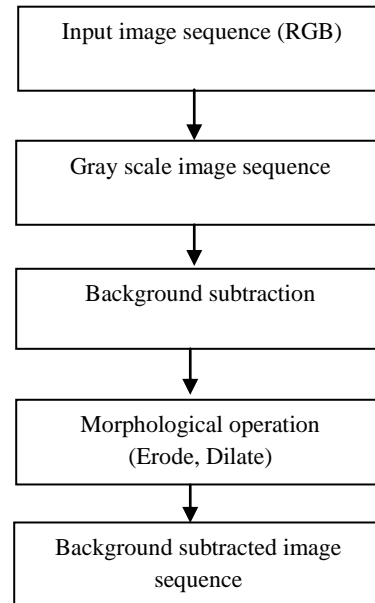 Input image sequence (RGB)
Gray scale image sequence
Background subtraction
Morphological operation
(Erode, Dilate)
Background subtracted image
sequence